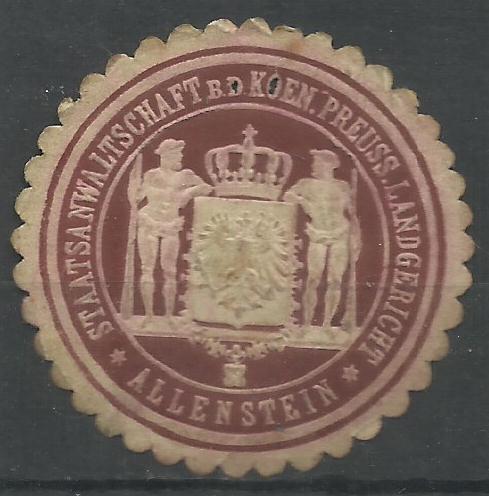 STAATSANWALTSCHAFT B.D. KOEN. PREUSS. LANDGERICHT
* ALLENSTEIN *